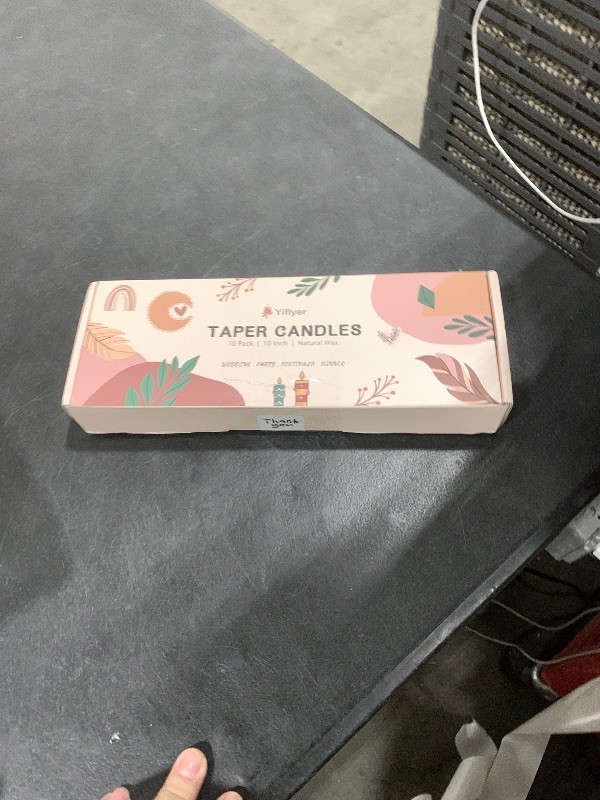 Yiflyer
TAPER CANDLES
10 Pack | 10 Inch | Natural Wax
WEDDING PARTY FESTIVALS DINNER
Thank
you